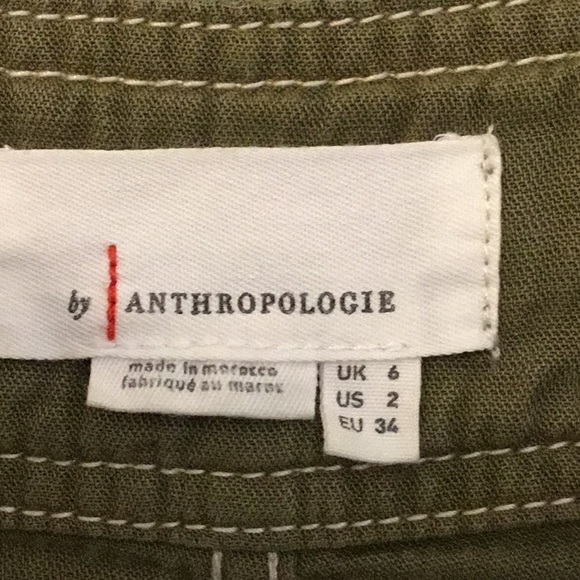 by ANTHROPOLOGIE
made in morocco
fabriqué au maroc
UK 6
US 2
EU 34